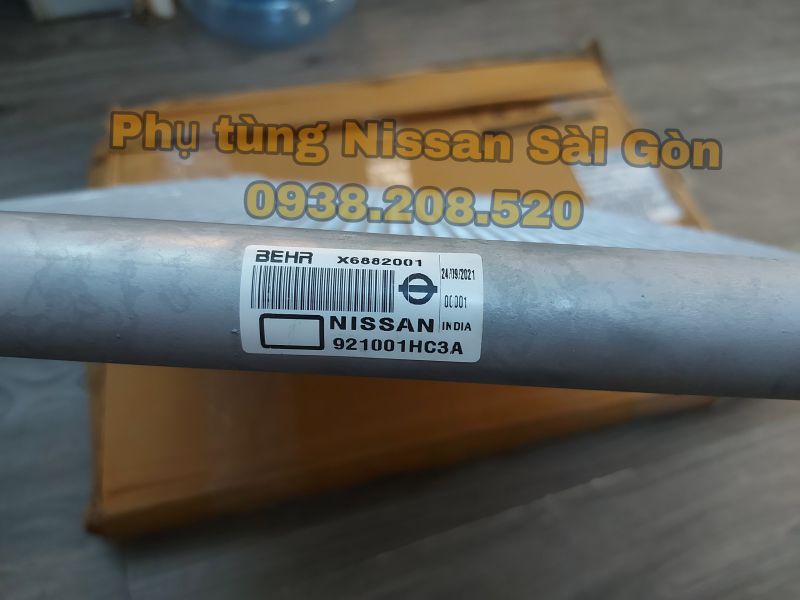 Phụ tùng Nissan Sài Gòn
0938.208.520
BEHR X6882001
24/09/2021
00001
NISSAN INDIA
921001HC3A